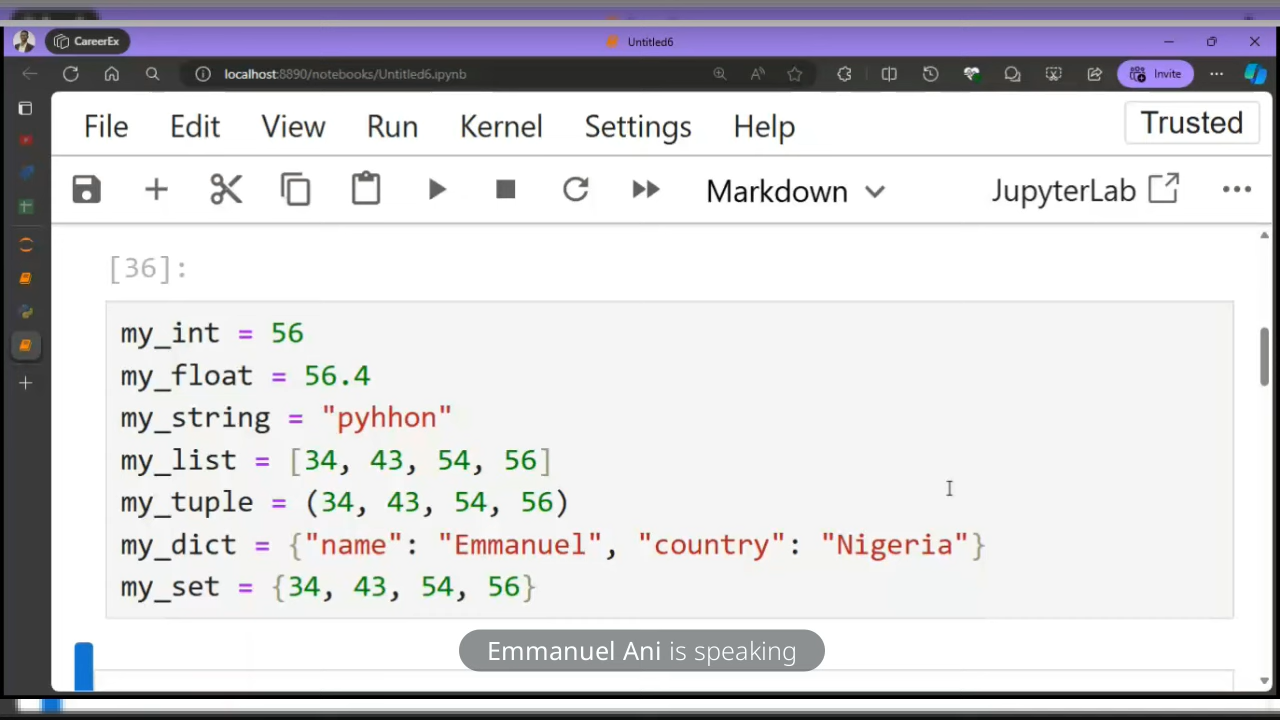 CareerEx
Untitled6
localhost:8890/notebooks/Untitled6.ipynb
Invite
File Edit View Run Kernel Settings Help
Trusted
Markdown
JupyterLab
[36]:
my_int = 56
my_float = 56.4
my_string = "pyhhon"
my_list = [34, 43, 54, 56]
my_tuple = (34, 43, 54, 56)
my_dict = {"name": "Emmanuel", "country": "Nigeria"}
my_set = {34, 43, 54, 56}
Emmanuel Ani is speaking